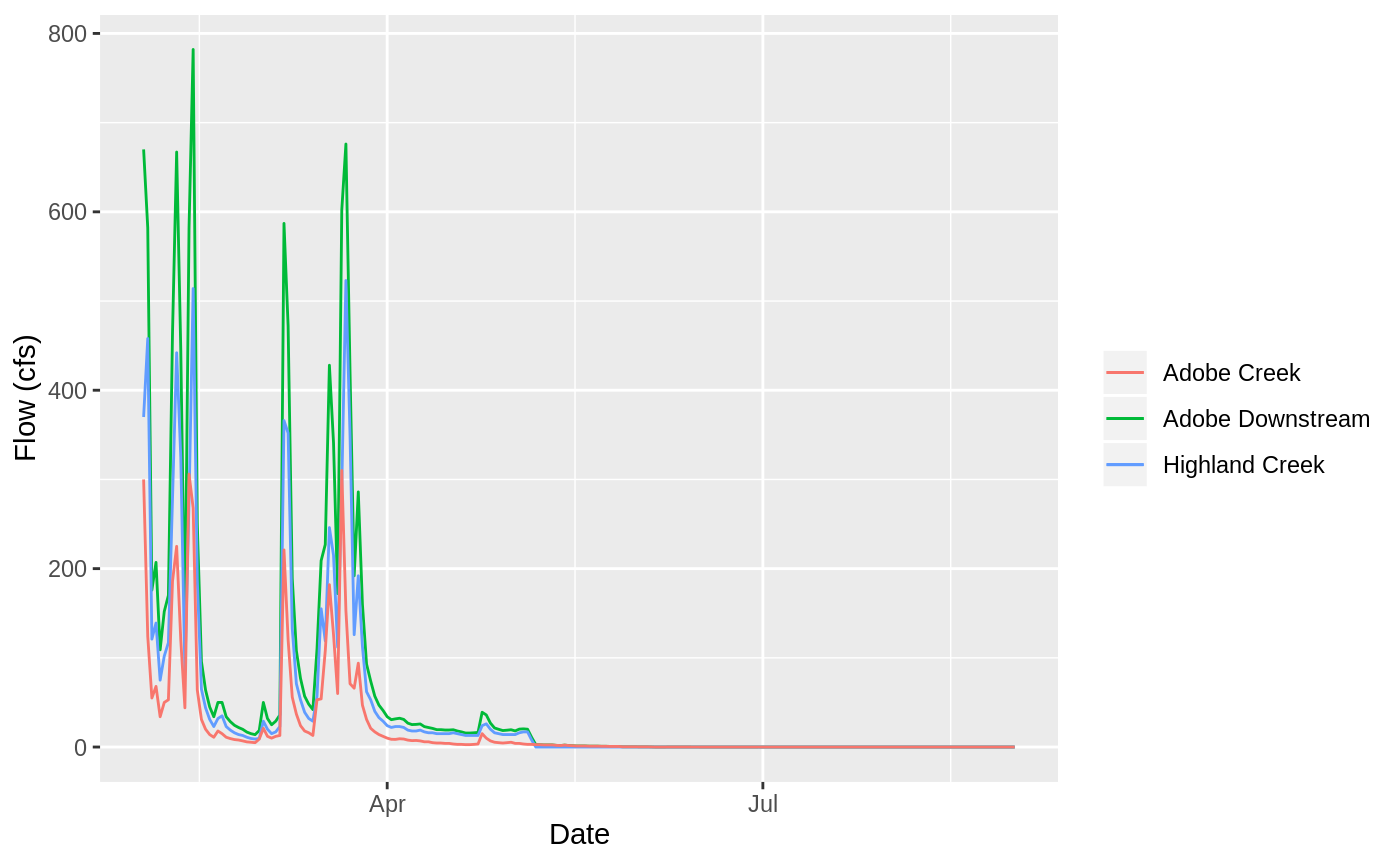 800
600
400
200
0
Flow (cfs)
Apr
Jul
Date
Adobe Creek
Adobe Downstream
Highland Creek